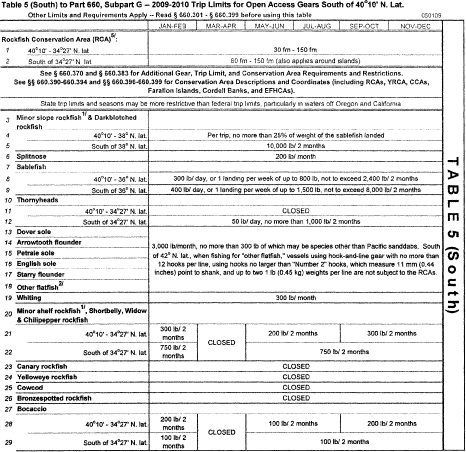 Table 5 (South) to Part 660, Subpart G -- 2009-2010 Trip Limits for Open Access Gears South of 40°10' N. Lat.
Other Limits and Requirements Apply -- Read § 660.301 - § 660.399 before using this table
050109
JAN-FEB MAR-APR MAY-JUN JUL-AUG SEP-OCT NOV-DEC
Rockfish Conservation Area (RCA)5/:
1 40°10' - 34°27' N. lat. 30 fm - 150 fm
2 South of 34°27' N. lat. 60 fm - 150 fm (also applies around islands)
See § 660.370 and § 660.383 for Additional Gear, Trip Limit, and Conservation Area Requirements and Restrictions.
See §§ 660.390-660.394 and §§ 660.396-660.399 for Conservation Area Descriptions and Coordinates (including RCAs, YRCA, CCAs,
Farallon Islands, Cordell Banks, and EFHCAs).
State trip limits and seasons may be more restrictive than federal trip limits, particularly in waters off Oregon and California
3 Minor slope rockfish1/ & Darkblotched rockfish
4 40°10' - 38° N. lat. Per trip, no more than 25% of weight of the sablefish landed
5 South of 38° N. lat. 10,000 lb/ 2 months
6 Splitnose 200 lb/ month
7 Sablefish
8 40°10' - 36° N. lat. 300 lb/ day, or 1 landing per week of up to 800 lb, not to exceed 2,400 lb/ 2 months
9 South of 36° N. lat. 400 lb/ day, or 1 landing per week of up to 1,500 lb, not to exceed 8,000 lb/ 2 months
10 Thornyheads
11 40°10' - 34°27' N. lat. CLOSED
12 South of 34°27' N. lat. 50 lb/ day, no more than 1,000 lb/ 2 months
13 Dover sole
14 Arrowtooth flounder
15 Petrale sole
16 English sole
17 Starry flounder
18 Other flatfish2/
3,000 lb/month, no more than 300 lb of which may be species other than Pacific sanddabs. South
of 42° N. lat., when fishing for "other flatfish," vessels using hook-and-line gear with no more than
12 hooks per line, using hooks no larger than "Number 2" hooks, which measure 11 mm (0.44
inches) point to shank, and up to two 1 lb (0.45 kg) weights per line are not subject to the RCAs.
19 Whiting 300 lb/ month
20 Minor shelf rockfish1/, Shortbelly, Widow & Chilipepper rockfish
21 40°10' - 34°27' N. lat. 300 lb/ 2 months CLOSED 200 lb/ 2 months 300 lb/ 2 months
22 South of 34°27' N. lat. 750 lb/ 2 months 750 lb/ 2 months
23 Canary rockfish CLOSED
24 Yelloweye rockfish CLOSED
25 Cowcod CLOSED
26 Bronzespotted rockfish CLOSED
27 Bocaccio
28 40°10' - 34°27' N. lat. 200 lb/ 2 months CLOSED 100 lb/ 2 months 200 lb/ 2 months
29 South of 34°27' N. lat. 100 lb/ 2 months 100 lb/ 2 months
TABLE 5 (South)